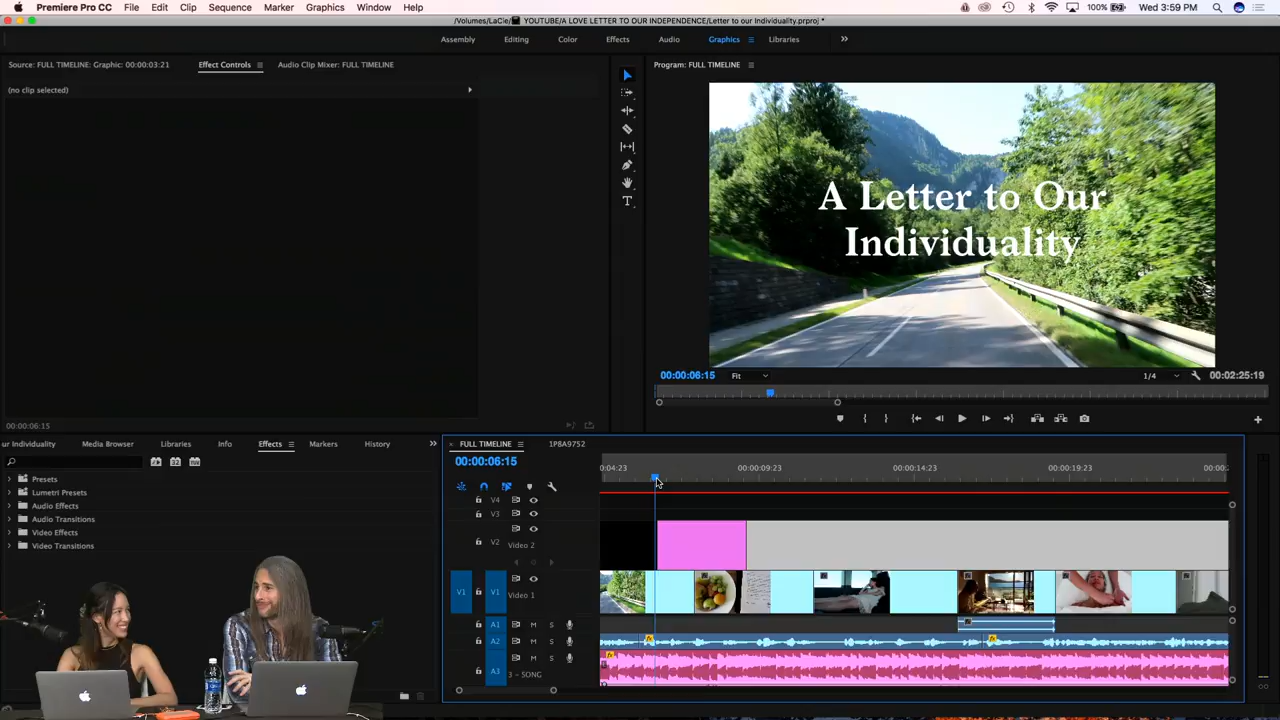 Premiere Pro CC File Edit Clip Sequence Marker Graphics Window Help 100% Wed 3:59 PM
/Volumes/LaCie/ YOUTUBE/A LOVE LETTER TO OUR INDEPENDENCE/Letter to our Individuality.prproj *
Assembly Editing Color Effects Audio Graphics Libraries
Source: FULL TIMELINE: Graphic: 00:00:03:21 Effect Controls Audio Clip Mixer: FULL TIMELINE
Program: FULL TIMELINE
(no clip selected)
A Letter to Our
Individuality
00:00:06:15 Fit 1/4 00:02:25:19
00:00:06:15
ur Individuality Media Browser Libraries Info Effects Markers History
FULL TIMELINE 1P8A9752
00:00:06:15
0:04:23 00:00:09:23 00:00:14:23 00:00:19:23 00:00:
Presets
Lumetri Presets
Audio Effects
Audio Transitions
Video Effects
Video Transitions
V4
V3
V2 Video 2
V1 V1 Video 1
A1 M S
A2 M S
A3 M S
3 - SONG
fx
fx
fx